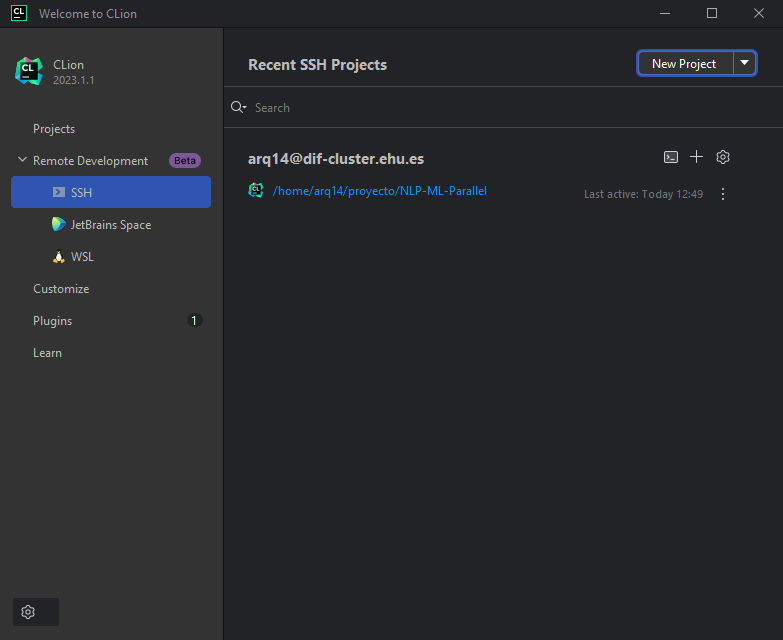 CL
Welcome to CLion
CL
CLion
2023.1.1
Projects
Remote Development Beta
SSH
JetBrains Space
WSL
Customize
Plugins 1
Learn
Recent SSH Projects
New Project
Search
arq14@dif-cluster.ehu.es
CL
/home/arq14/proyecto/NLP-ML-Parallel
Last active: Today 12:49